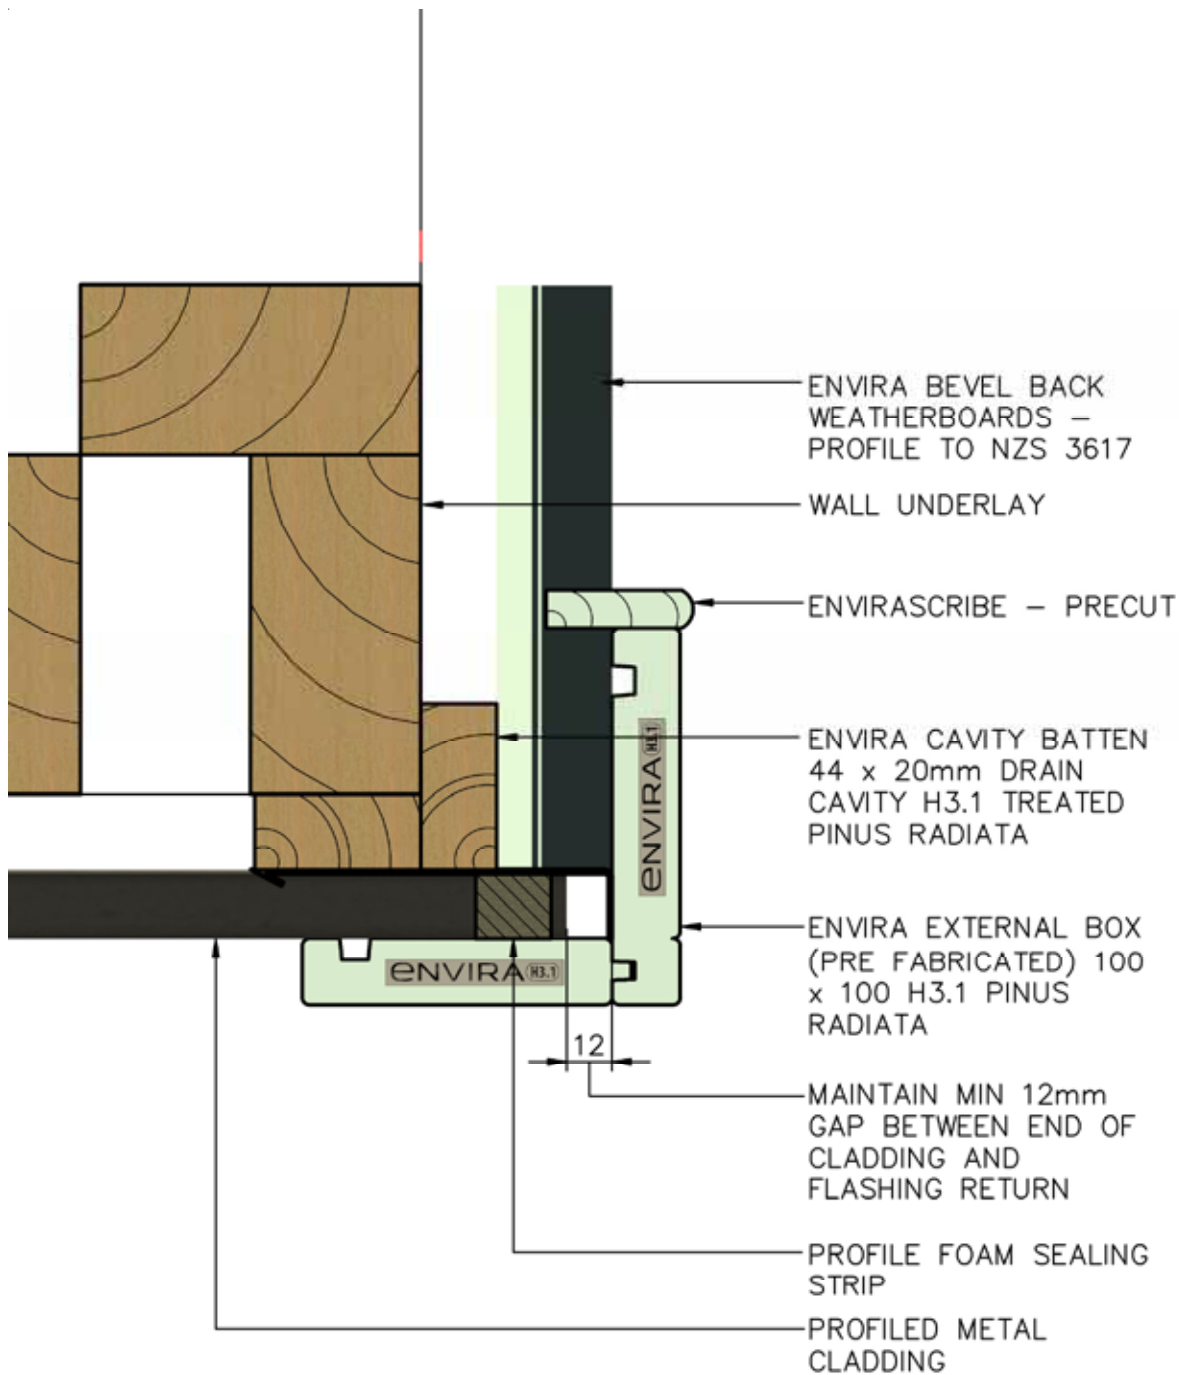 ENVIRA BEVEL BACK
WEATHERBOARDS –
PROFILE TO NZS 3617
WALL UNDERLAY
ENVIRASCRIBE – PRECUT
ENVIRA CAVITY BATTEN
44 x 20mm DRAIN
CAVITY H3.1 TREATED
PINUS RADIATA
eNVIRA H3.1
ENVIRA EXTERNAL BOX
(PRE FABRICATED) 100
x 100 H3.1 PINUS
RADIATA
eNVIRA H3.1
12
MAINTAIN MIN 12mm
GAP BETWEEN END OF
CLADDING AND
FLASHING RETURN
PROFILE FOAM SEALING
STRIP
PROFILED METAL
CLADDING